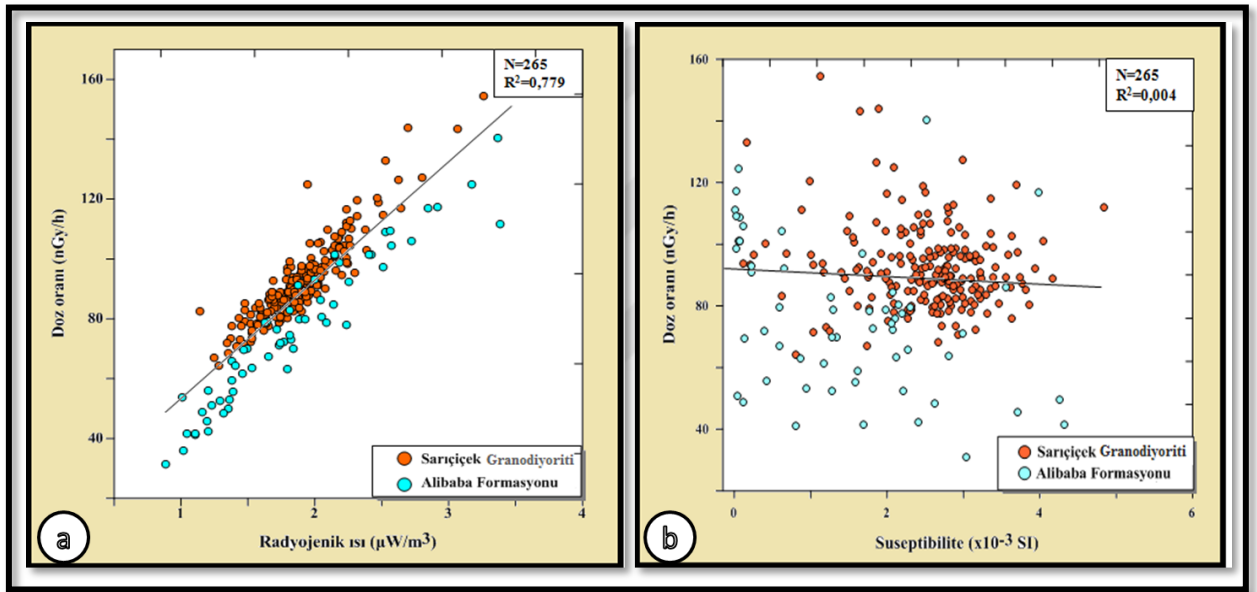 N=265
R²=0,779
160
120
80
40
Doz oranı (nGy/h)
Sarıçiçek Granodiyoriti
Alibaba Formasyonu
1
2
3
4
Radyojenik ısı (µW/m³)
a
N=265
R²=0,004
160
120
80
40
Doz oranı (nGy/h)
Sarıçiçek Granodiyoriti
Alibaba Formasyonu
0
2
4
6
Suseptibilite (x10⁻³ SI)
b